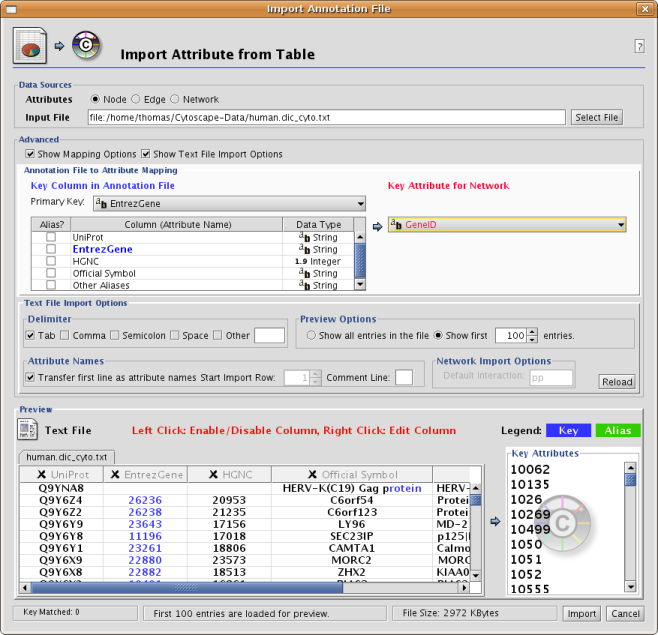 Import Annotation File
Import Attribute from Table
?
Data Sources
Attributes Node Edge Network
Input File file:/home/thomas/Cytoscape-Data/human.dic_cyto.txt Select File
Advanced
Show Mapping Options Show Text File Import Options
Annotation File to Attribute Mapping
Key Column in Annotation File Key Attribute for Network
Primary Key: ab EntrezGene
ab GeneID
Alias? Column (Attribute Name) Data Type
UniProt ab String
EntrezGene ab String
HGNC 1..9 Integer
Official Symbol ab String
Other Aliases ab String
Text File Import Options
Delimiter Preview Options
Tab Comma Semicolon Space Other Show all entries in the file Show first 100 entries.
Attribute Names Network Import Options
Transfer first line as attribute names Start Import Row: 1 Comment Line: Default Interaction: pp
Reload
Preview
Text File Left Click: Enable/Disable Column, Right Click: Edit Column Legend: Key Alias
human.dic_cyto.txt Key Attributes
X UniProt X EntrezGene X HGNC X Official Symbol
Q9YNA8 HERV-K(C19) Gag protein HERV-
Q9Y6Z4 26236 20953 C6orf54 Protei
Q9Y6Z2 26238 21235 C6orf123 Protei
Q9Y6Y9 23643 17156 LY96 MD-2
Q9Y6Y8 11196 17018 SEC23IP p125|
Q9Y6Y1 23261 18806 CAMTA1 Calmo
Q9Y6X9 22880 23573 MORC2 MORC
Q9Y6X8 22882 18513 ZHX2 KIAA0
10062
10135
1026
10269
10499
1050
1051
1052
10555
C
Key Matched: 0 First 100 entries are loaded for preview. File Size: 2972 KBytes Import Cancel